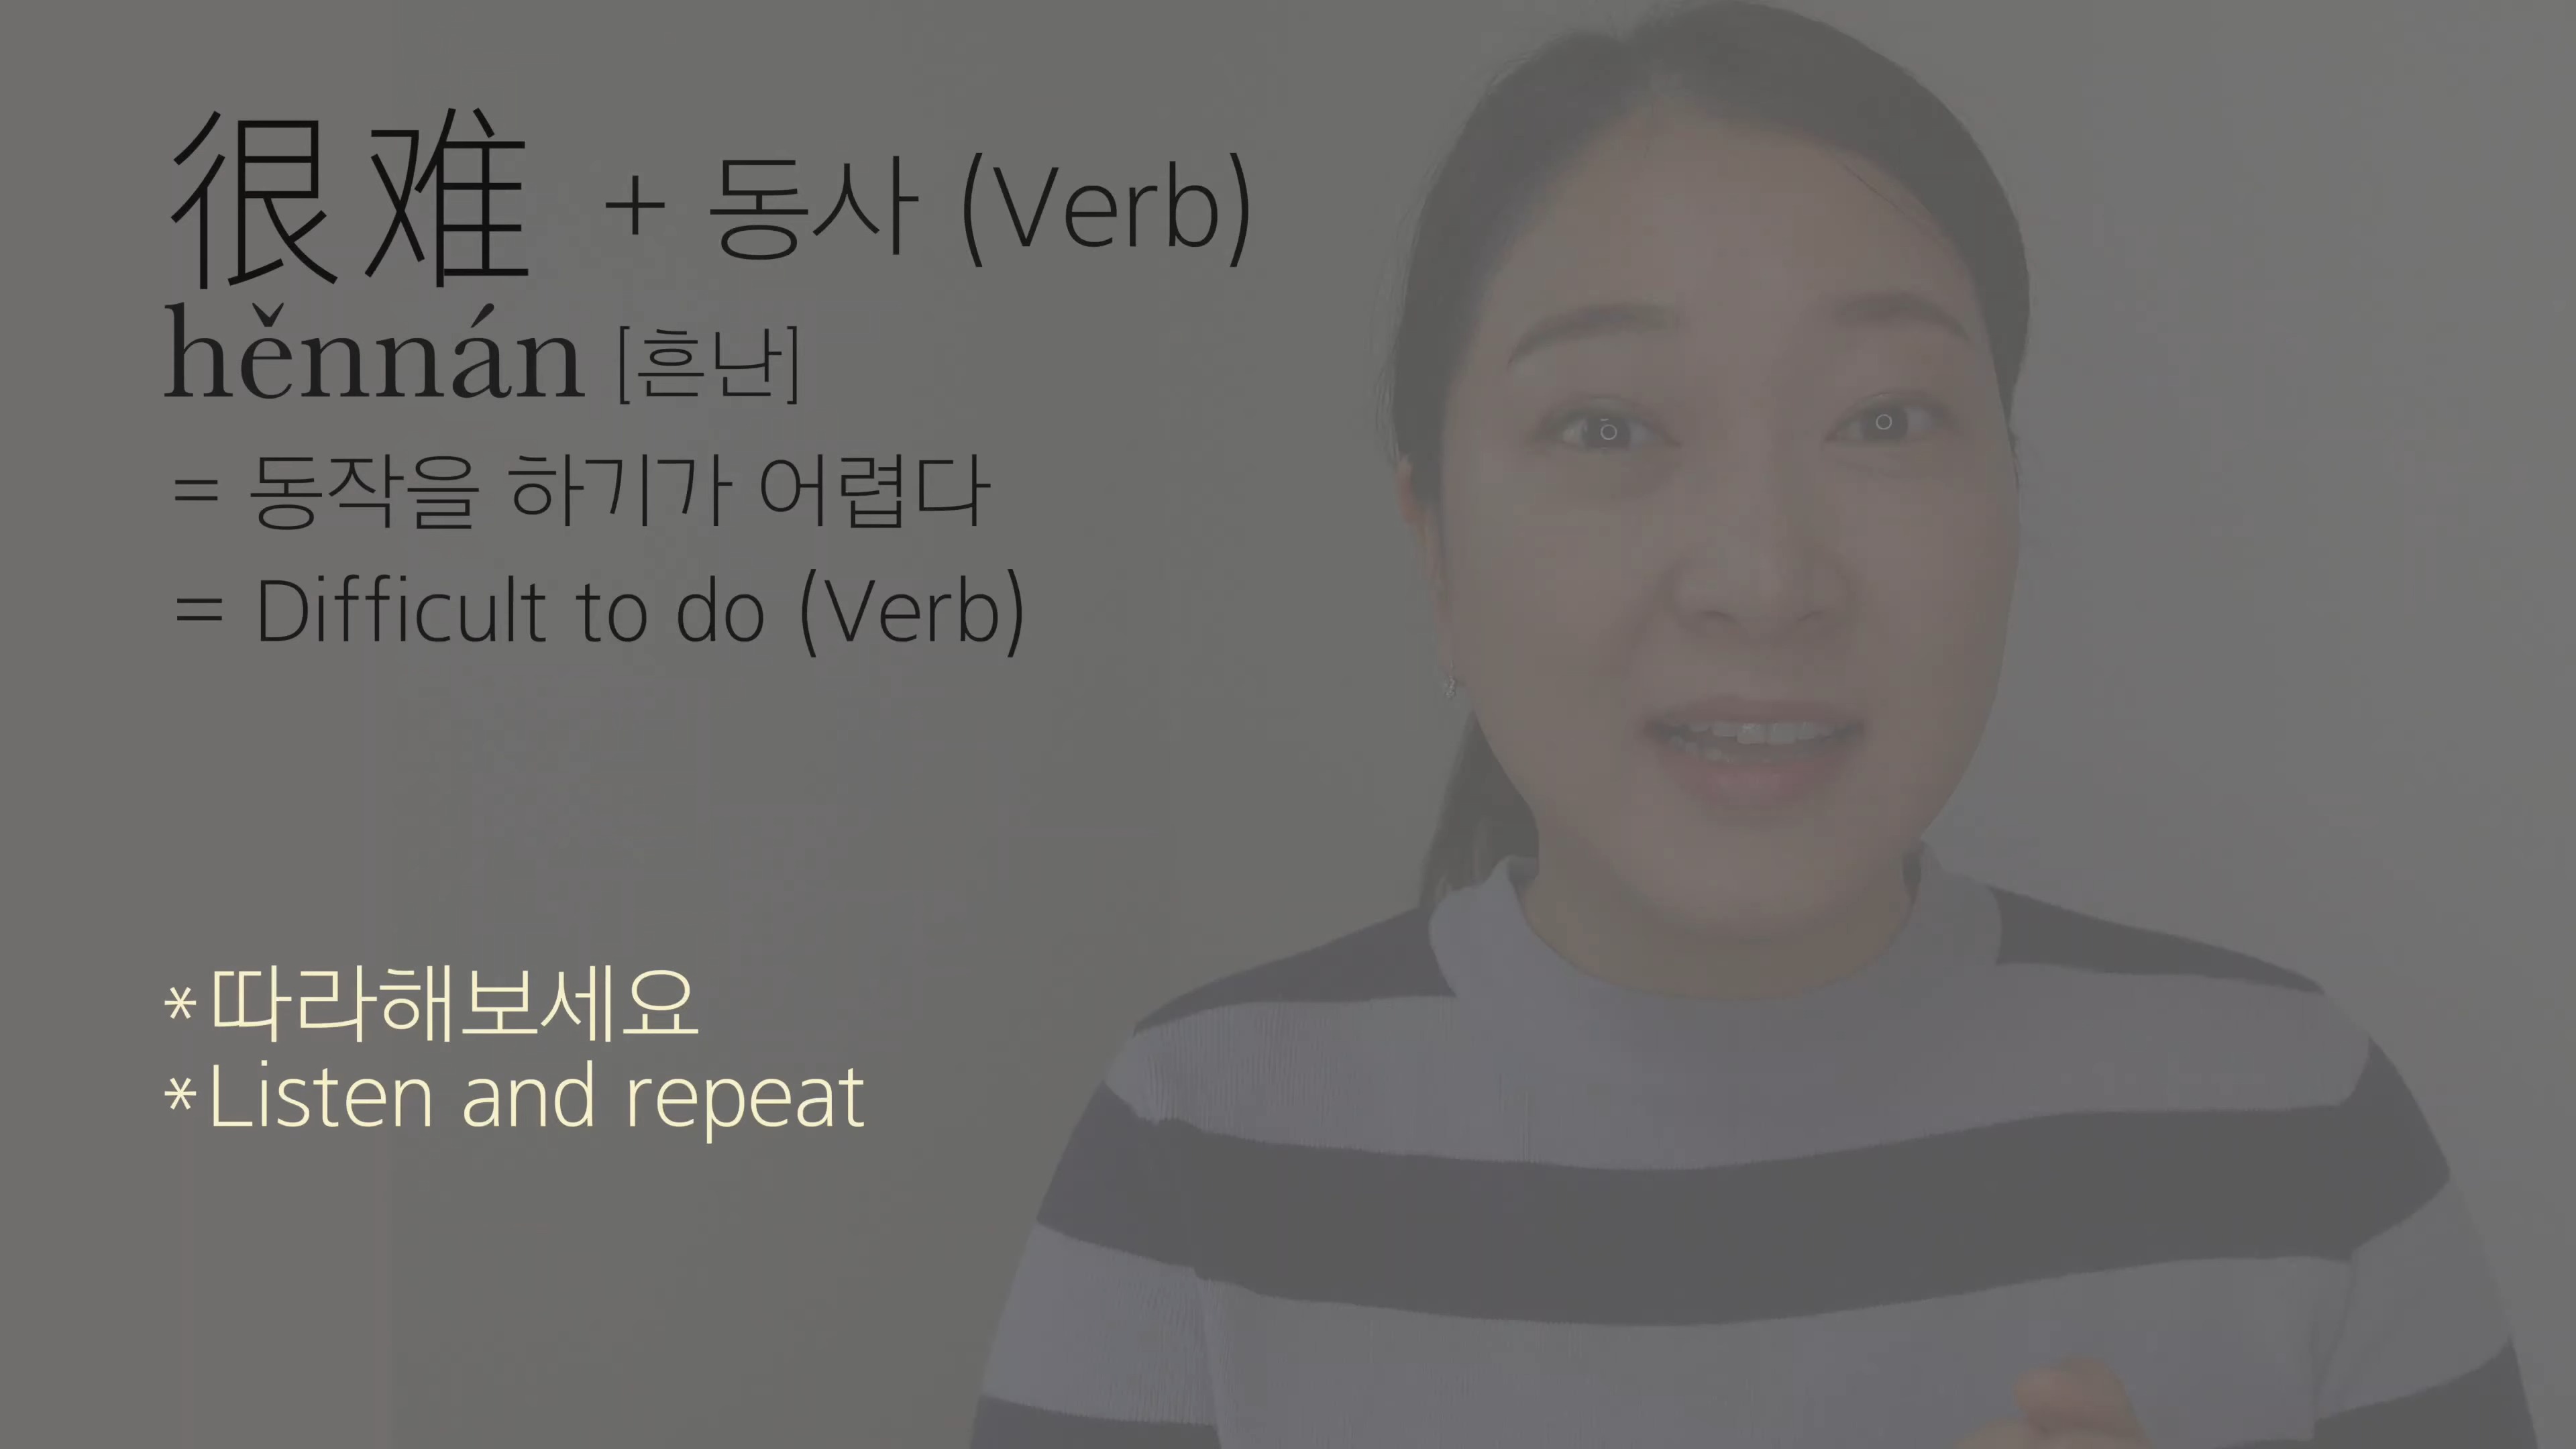 很难 + 동사 (Verb)
hěnnán [흔난]
= 동작을 하기가 어렵다
= Difficult to do (Verb)
*따라해보세요
*Listen and repeat